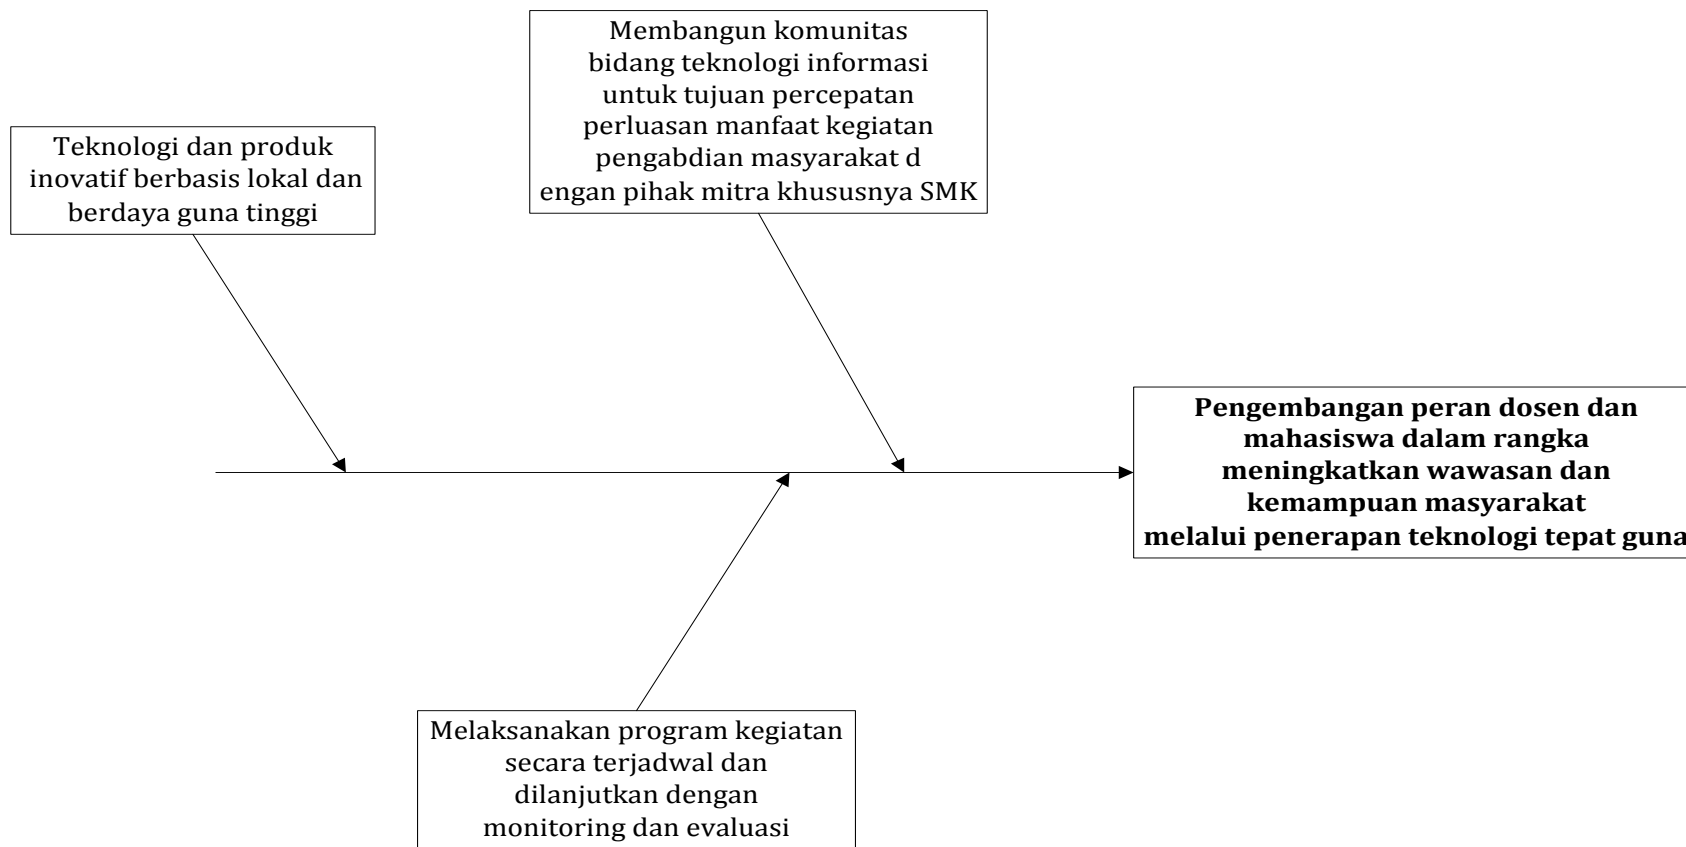 Membangun komunitas
bidang teknologi informasi
untuk tujuan percepatan
perluasan manfaat kegiatan
pengabdian masyarakat d
engan pihak mitra khususnya SMK
Teknologi dan produk
inovatif berbasis lokal dan
berdaya guna tinggi
Pengembangan peran dosen dan
mahasiswa dalam rangka
meningkatkan wawasan dan
kemampuan masyarakat
melalui penerapan teknologi tepat guna
Melaksanakan program kegiatan
secara terjadwal dan
dilanjutkan dengan
monitoring dan evaluasi